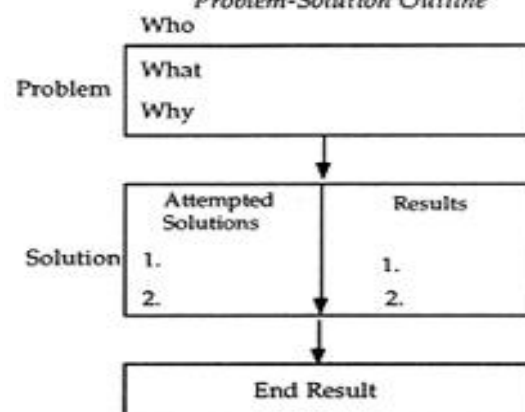 Problem-Solution Outline
Who
What
Problem
Why
Attempted Results
Solutions
Solution 1. 1.
2. 2.
End Result